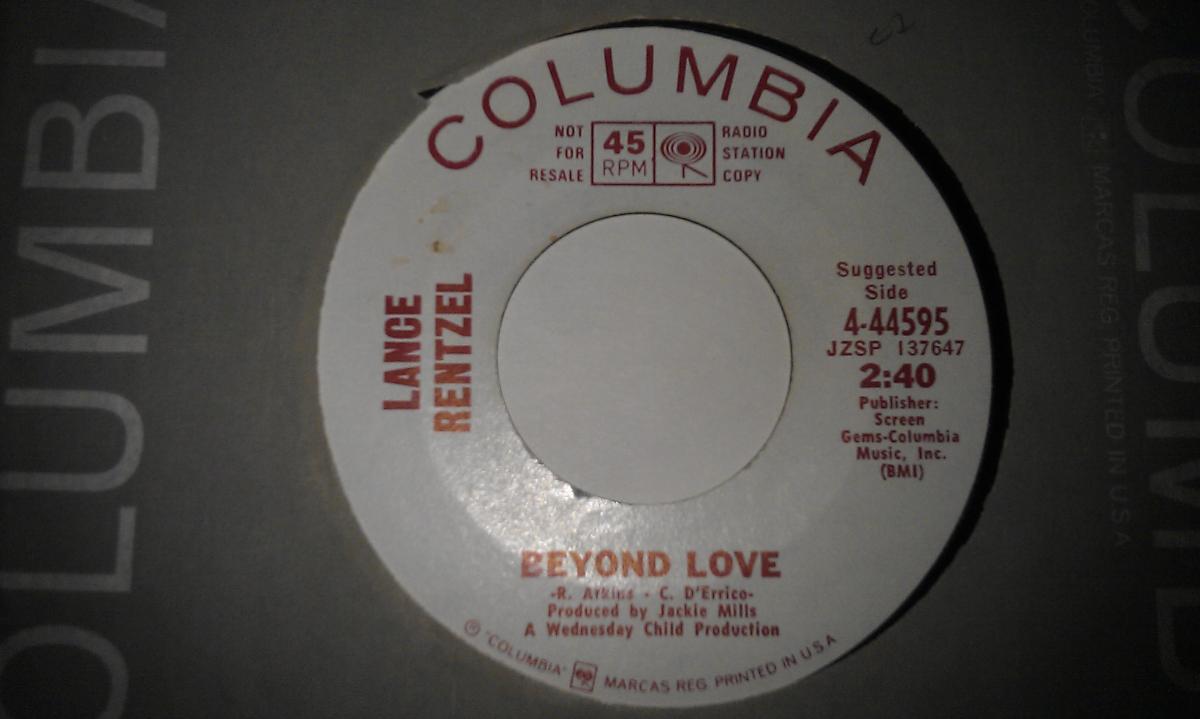 COLUMBIA
NOT
FOR
RESALE
45
RPM
RADIO
STATION
COPY
LANCE
RENTZEL
Suggested
Side
4-44595
JZSP 137647
2:40
Publisher:
Screen
Gems-Columbia
Music, Inc.
(BMI)
BEYOND LOVE
-R. Atkins - C. D'Errico-
Produced by Jackie Mills
A Wednesday Child Production
Ⓡ "COLUMBIA" MARCAS REG. PRINTED IN U.S.A
OLUMBIA
COLUMB
MARCAS REG PRINTED IN U.S.A